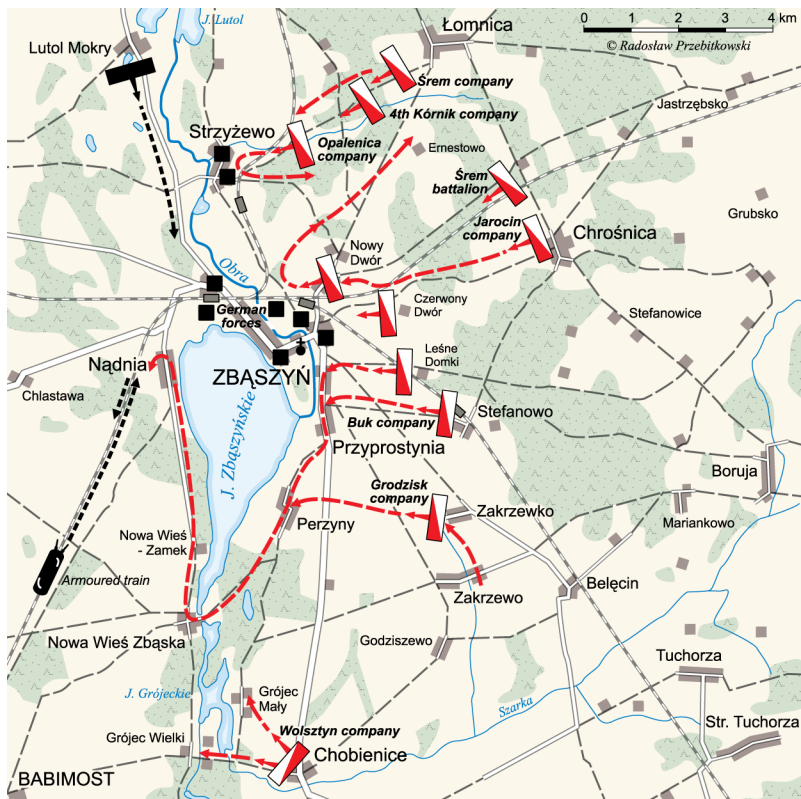 J. Lutol
Lutol Mokry
Łomnica
0 1 2 3 4 km
© Radosław Przebitkowski
Śrem company
4th Kórnik company
Jastrzębsko
Strzyżewo
Opalenica
company
Ernestowo
Śrem
battalion
Grubsko
Jarocin
company
Chrośnica
Nowy
Dwór
Obra
Czerwony
Dwór
Stefanowice
German
forces
Nądnia
ZBĄSZYŃ
Leśne
Domki
Chlastawa
Stefanowo
Buk company
J. Zbąszyńskie
Przyprostynia
Boruja
Grodzisk
company
Zakrzewko
Mariankowo
Perzyny
Nowa Wieś
- Zamek
Armoured train
Zakrzewo
Belęcin
Nowa Wieś Zbąska
Godziszewo
Tuchorza
J. Grójeckie
Grójec
Mały
Szarka
Str. Tuchorza
Grójec Wielki
Wolsztyn company
Chobienice
BABIMOST